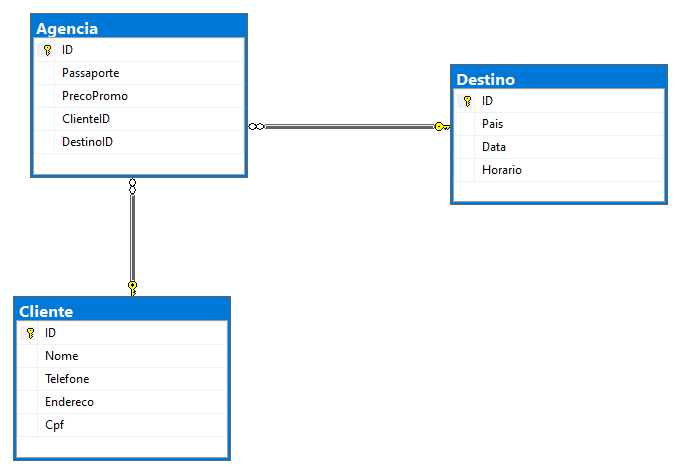 Agencia
ID
Passaporte
PrecoPromo
ClienteID
DestinoID
Destino
ID
Pais
Data
Horario
Cliente
ID
Nome
Telefone
Endereco
Cpf